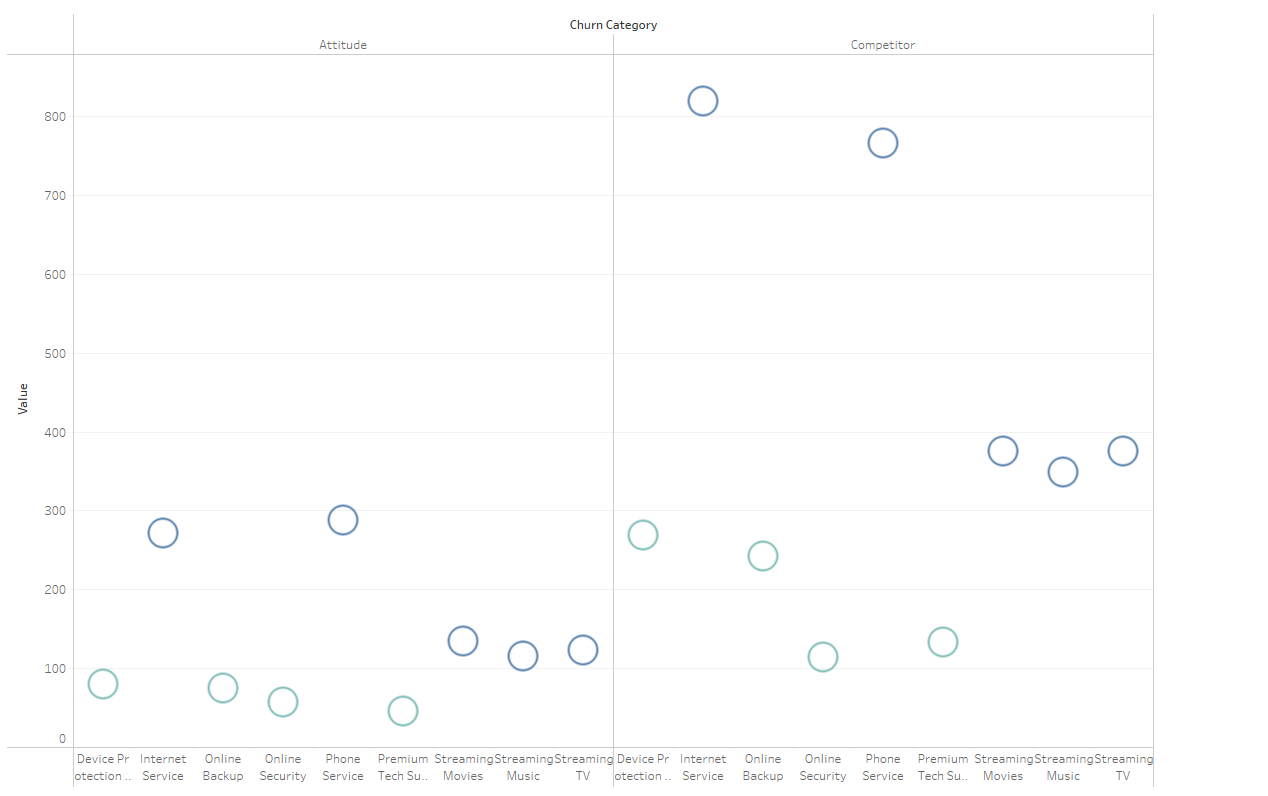 Churn Category
Attitude Competitor
800
700
600
500
400
300
200
100
0
Value
Device Pr Internet Online Online Phone Premium Streaming Streaming Streaming Device Pr Internet Online Online Phone Premium Streaming Streaming Streaming
otection .. Service Backup Security Service Tech Su.. Movies Music TV otection .. Service Backup Security Service Tech Su.. Movies Music TV